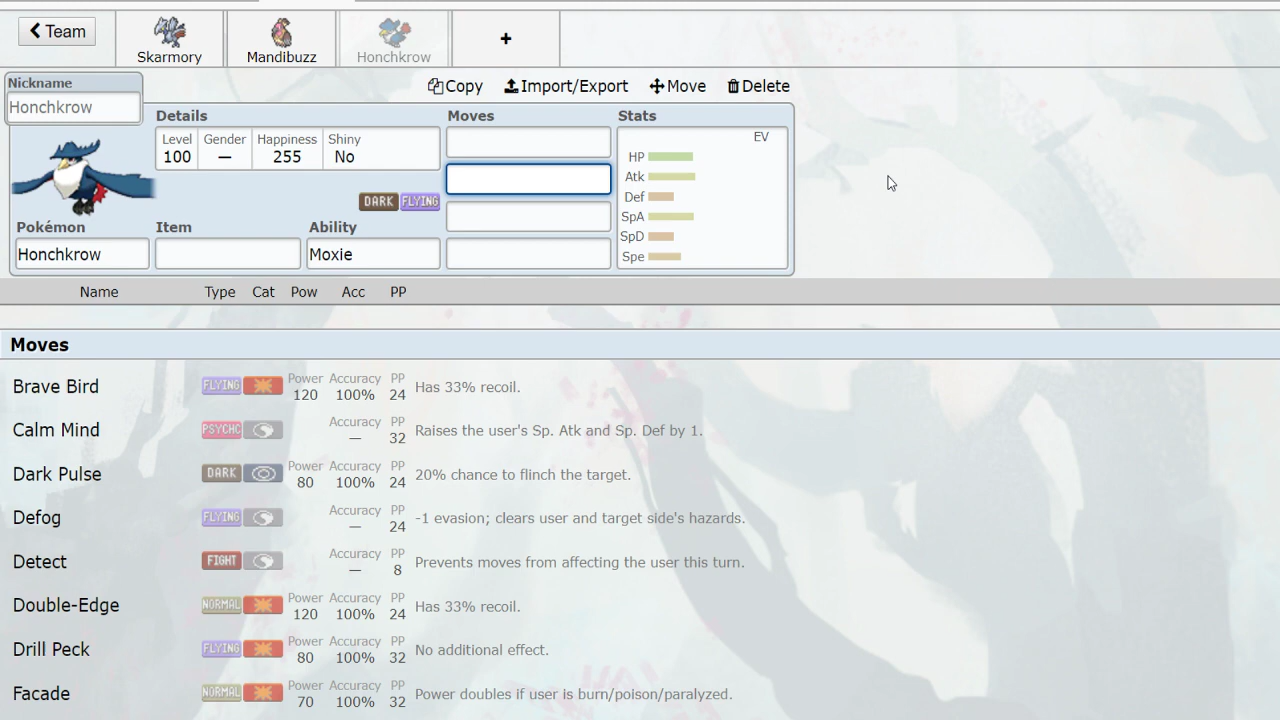 Team
Skarmory
Mandibuzz
Honchkrow
+
Nickname
Honchkrow
Copy
Import/Export
Move
Delete
Details
Moves
Stats
Level
Gender
Happiness
Shiny
100
—
255
No
EV
HP
Atk
Def
SpA
SpD
Spe
DARK
FLYING
Pokémon
Item
Ability
Honchkrow
Moxie
Name Type Cat Pow Acc PP
Moves
Brave Bird FLYING Power 120 Accuracy 100% PP 24 Has 33% recoil.
Calm Mind PSYCHC Accuracy — PP 32 Raises the user's Sp. Atk and Sp. Def by 1.
Dark Pulse DARK Power 80 Accuracy 100% PP 24 20% chance to flinch the target.
Defog FLYING Accuracy — PP 24 -1 evasion; clears user and target side's hazards.
Detect FIGHT Accuracy — PP 8 Prevents moves from affecting the user this turn.
Double-Edge NORMAL Power 120 Accuracy 100% PP 24 Has 33% recoil.
Drill Peck FLYING Power 80 Accuracy 100% PP 32 No additional effect.
Facade NORMAL Power 70 Accuracy 100% PP 32 Power doubles if user is burn/poison/paralyzed.